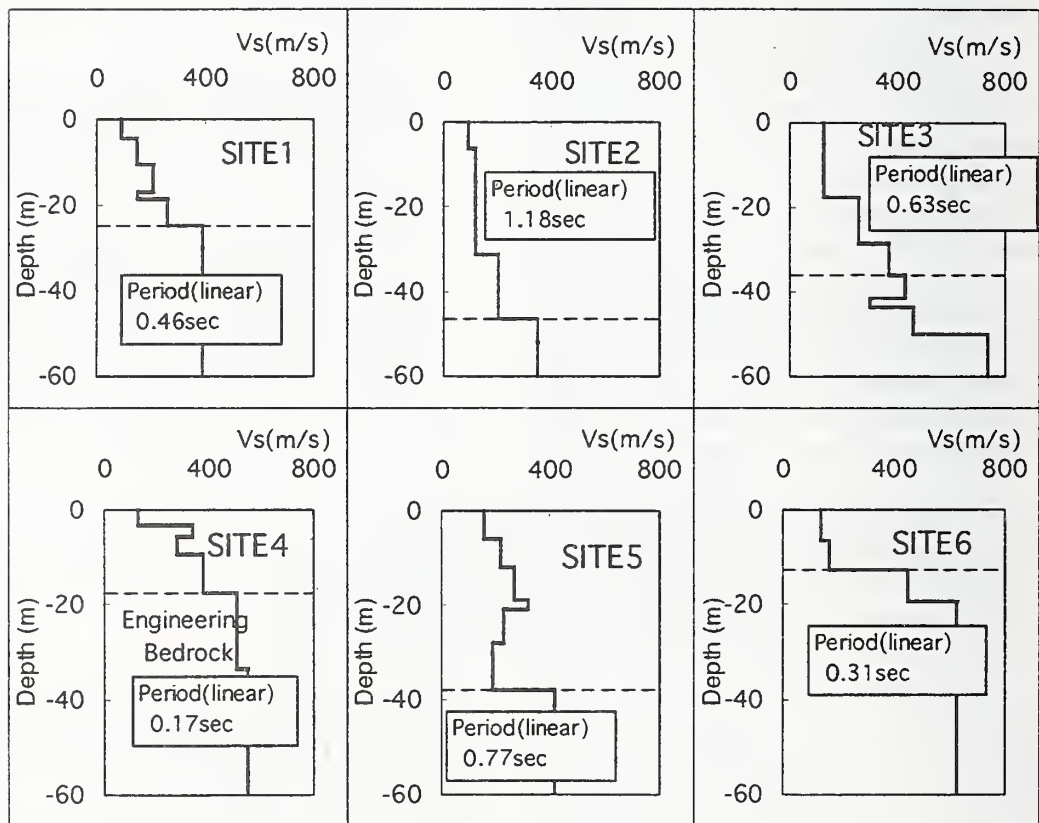 Vs(m/s)
0 400 800
0
-20
-40
-60
Depth (m)
SITE1
Period(linear)
0.46sec
Vs(m/s)
0 400 800
0
-20
-40
-60
Depth (m)
SITE2
Period(linear)
1.18sec
Vs(m/s)
0 400 800
0
-20
-40
-60
Depth (m)
SITE3
Period(linear)
0.63sec
Vs(m/s)
0 400 800
0
-20
-40
-60
Depth (m)
SITE4
Engineering
Bedrock
Period(linear)
0.17sec
Vs(m/s)
0 400 800
0
-20
-40
-60
Depth (m)
SITE5
Period(linear)
0.77sec
Vs(m/s)
0 400 800
0
-20
-40
-60
Depth (m)
SITE6
Period(linear)
0.31sec